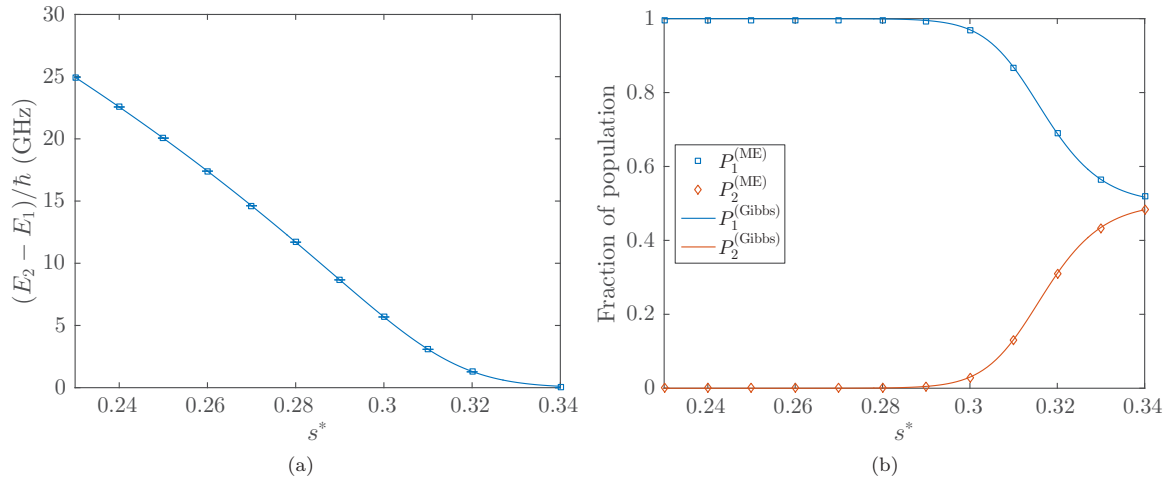 30
25
20
15
10
5
0
(E₂ − E₁)/ħ (GHz)
0.24 0.26 0.28 0.3 0.32 0.34
s*
(a)
1
0.8
0.6
0.4
0.2
0
Fraction of population
P₁^(ME)
P₂^(ME)
P₁^(Gibbs)
P₂^(Gibbs)
0.24 0.26 0.28 0.3 0.32 0.34
s*
(b)